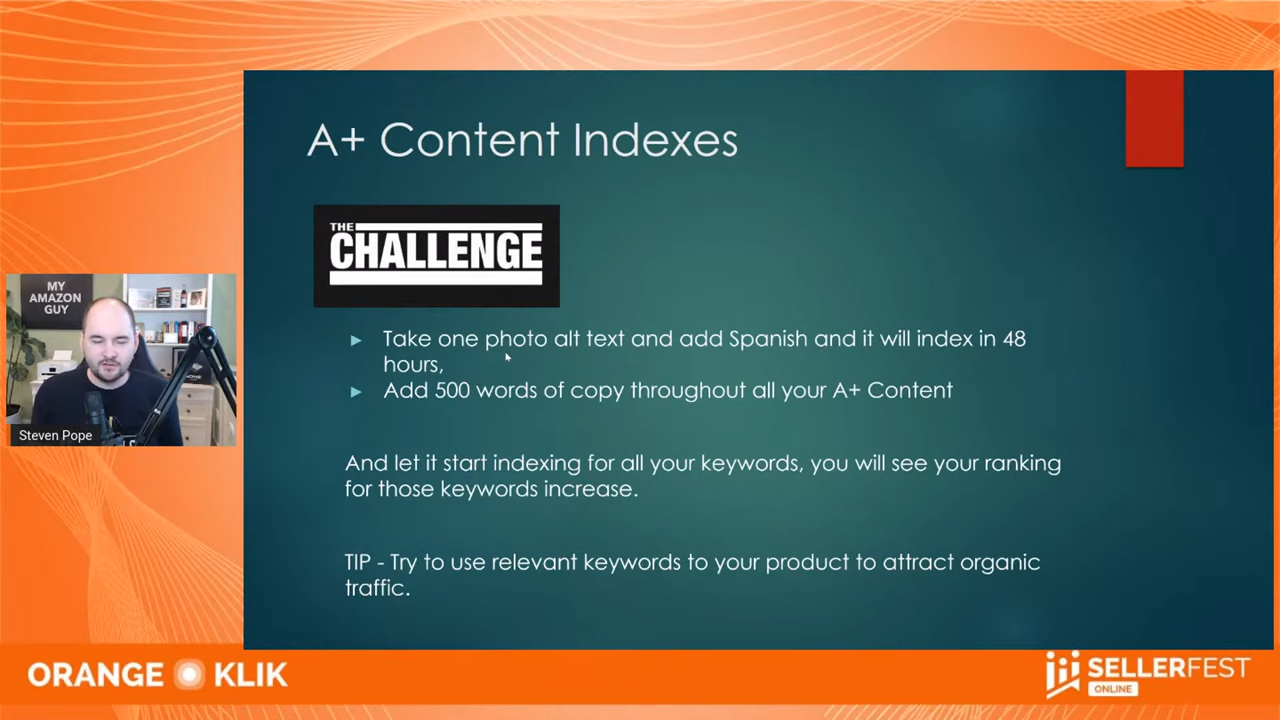 A+ Content Indexes
THE
CHALLENGE
Take one photo alt text and add Spanish and it will index in 48
hours,
Add 500 words of copy throughout all your A+ Content
And let it start indexing for all your keywords, you will see your ranking
for those keywords increase.
TIP - Try to use relevant keywords to your product to attract organic
traffic.
MY
AMAZON
GUY
Steven Pope
ORANGE KLIK
SELLERFEST
ONLINE